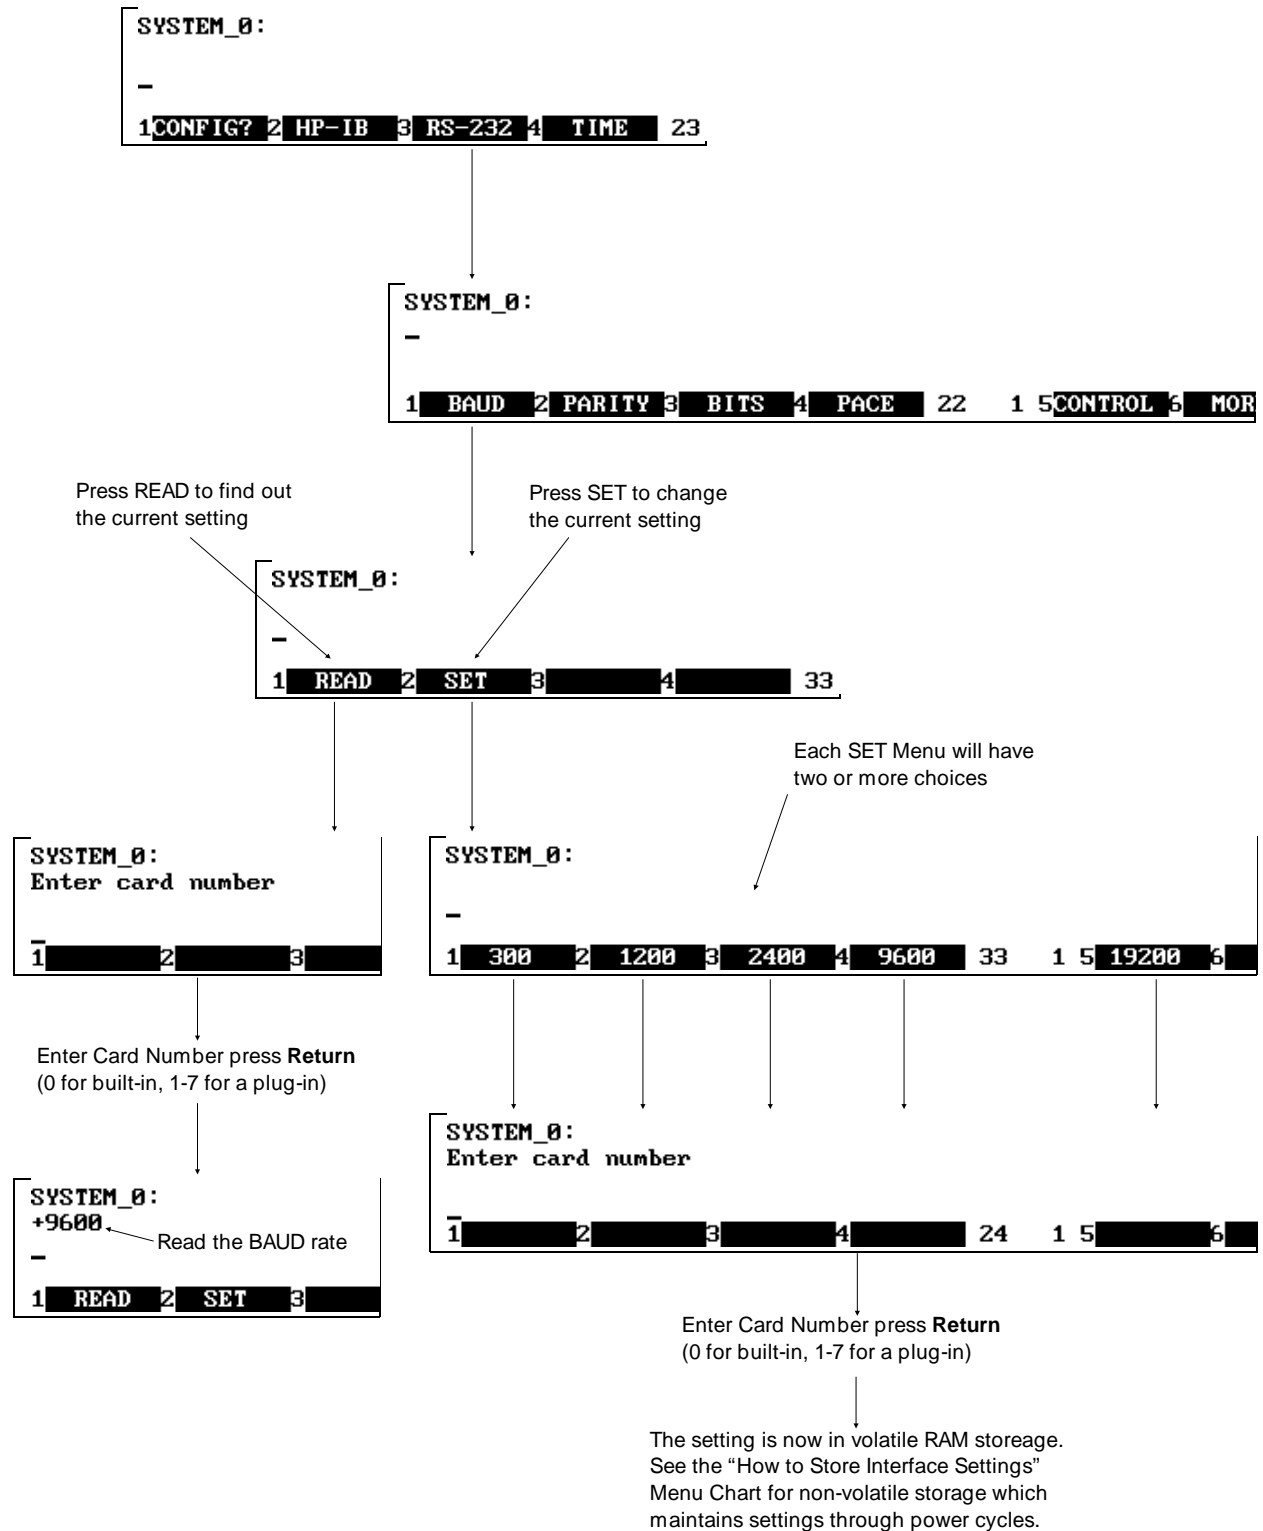 SYSTEM_0:
1 CONFIG? 2 HP-IB 3 RS-232 4 TIME 23
SYSTEM_0:
1 BAUD 2 PARITY 3 BITS 4 PACE 22 1 5 CONTROL 6 MOR
Press READ to find out
the current setting
Press SET to change
the current setting
SYSTEM_0:
1 READ 2 SET 3 4 33
Each SET Menu will have
two or more choices
SYSTEM_0:
Enter card number
1 2 3
SYSTEM_0:
1 300 2 1200 3 2400 4 9600 33 1 5 19200 6
Enter Card Number press Return
(0 for built-in, 1-7 for a plug-in)
SYSTEM_0:
Enter card number
1 2 3 4 24 1 5 6
SYSTEM_0:
+9600
Read the BAUD rate
1 READ 2 SET 3
Enter Card Number press Return
(0 for built-in, 1-7 for a plug-in)
The setting is now in volatile RAM storeage.
See the “How to Store Interface Settings”
Menu Chart for non-volatile storage which
maintains settings through power cycles.